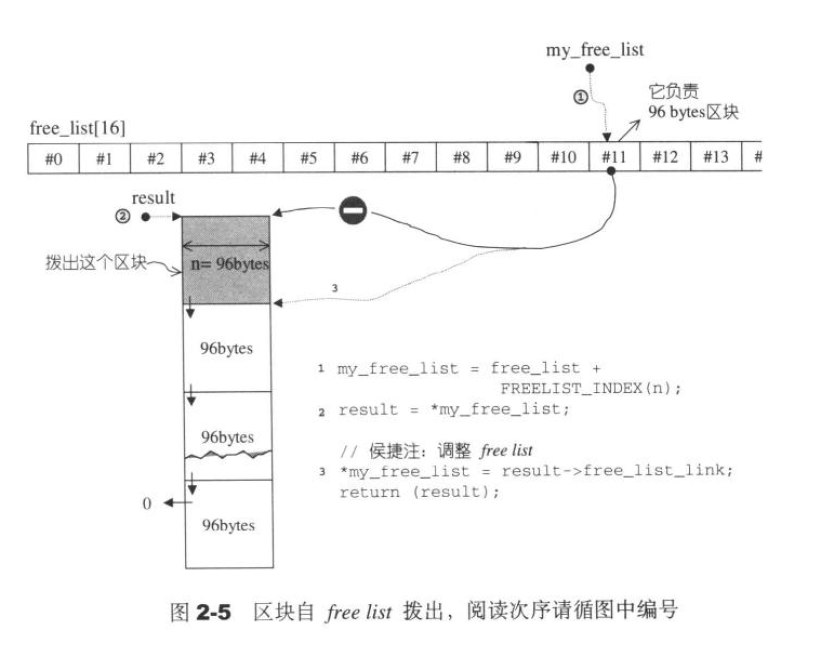 my_free_list
①
它负责
96 bytes区块
free_list[16]
#0 #1 #2 #3 #4 #5 #6 #7 #8 #9 #10 #11 #12 #13 #
result
②
拨出这个区块
n= 96bytes
3
96bytes
1 my_free_list = free_list +
FREELIST_INDEX(n);
2 result = *my_free_list;
96bytes
// 侯捷注：调整 free list
3 *my_free_list = result->free_list_link;
return (result);
0
96bytes
图 2-5 区块自 free list 拨出，阅读次序请循图中编号